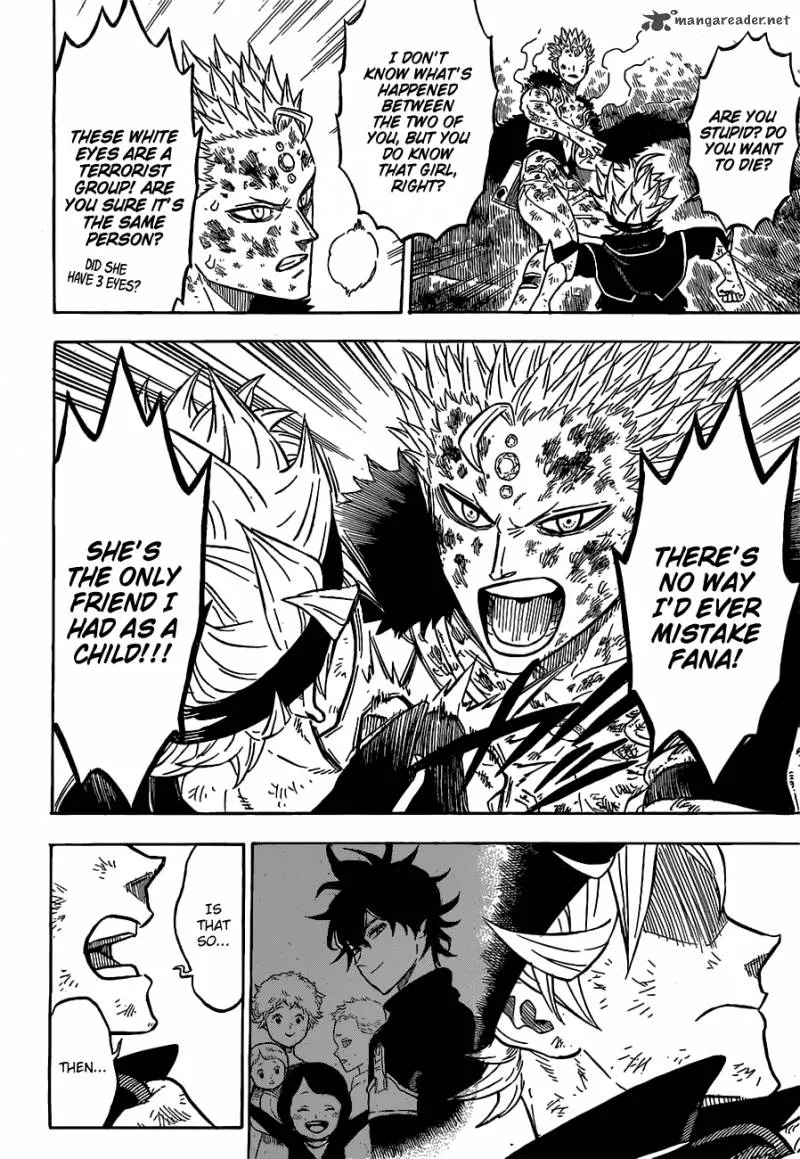 mangareader.net
ARE YOU
STUPID? DO
YOU WANT
TO DIE?
I DON'T
KNOW WHAT'S
HAPPENED
BETWEEN
THE TWO OF
YOU, BUT YOU
DO KNOW
THAT GIRL,
RIGHT?
THESE WHITE
EYES ARE A
TERRORIST
GROUP! ARE
YOU SURE IT'S
THE SAME
PERSON?
DID SHE
HAVE 3 EYES?
THERE'S
NO WAY
I'D EVER
MISTAKE
FANA!
SHE'S
THE ONLY
FRIEND I
HAD AS A
CHILD!!!
IS
THAT
SO...
THEN...